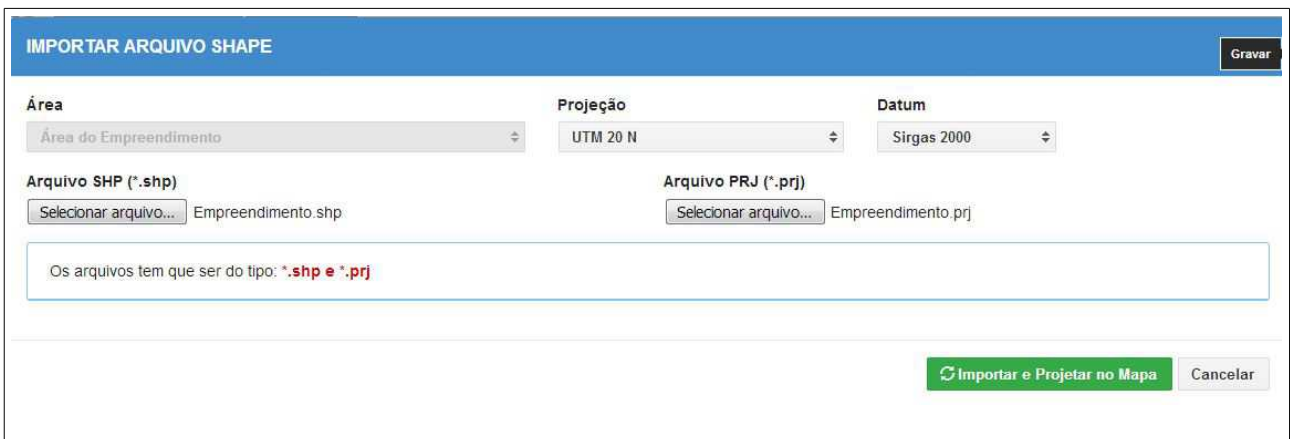 IMPORTAR ARQUIVO SHAPE
Gravar
Área Projeção Datum
Área do Empreendimento UTM 20 N Sirgas 2000
Arquivo SHP (*.shp) Arquivo PRJ (*.prj)
Selecionar arquivo... Empreendimento.shp Selecionar arquivo... Empreendimento.prj
Os arquivos tem que ser do tipo: *.shp e *.prj
Importar e Projetar no Mapa Cancelar